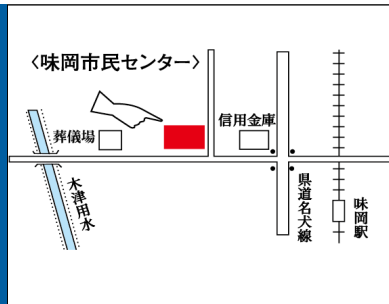 〈味岡市民センター〉
信用金庫
葬儀場
木津用水
県道名犬線
味岡駅